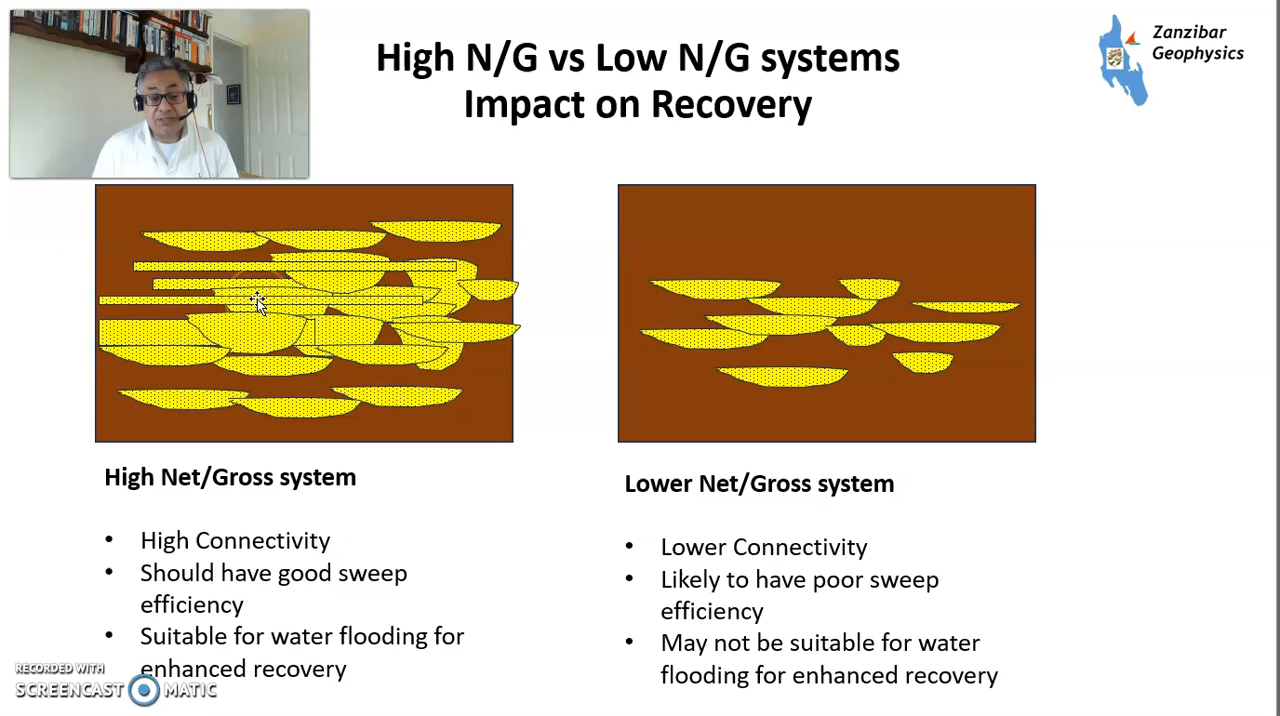 High N/G vs Low N/G systems
Impact on Recovery
Zanzibar
Geophysics
High Net/Gross system
• High Connectivity
• Should have good sweep
efficiency
• Suitable for water flooding for
enhanced recovery
Lower Net/Gross system
• Lower Connectivity
• Likely to have poor sweep
efficiency
• May not be suitable for water
flooding for enhanced recovery
RECORDED WITH
SCREENCAST MATIC